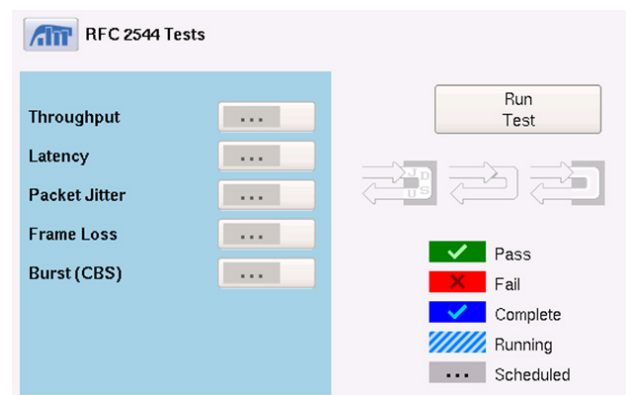 RFC 2544 Tests
Throughput ...
Latency ...
Packet Jitter ...
Frame Loss ...
Burst (CBS) ...
Run
Test
J D
U S
Pass
Fail
Complete
Running
... Scheduled